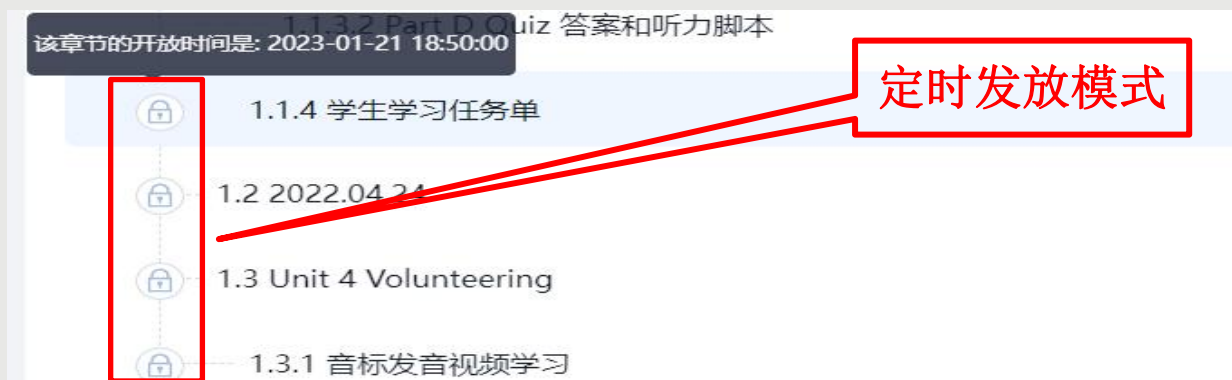 1.1.3.2 Part D Quiz 答案和听力脚本
该章节的开放时间是: 2023-01-21 18:50:00
定时发放模式
1.1.4 学生学习任务单
1.2 2022.04.24
1.3 Unit 4 Volunteering
1.3.1 音标发音视频学习